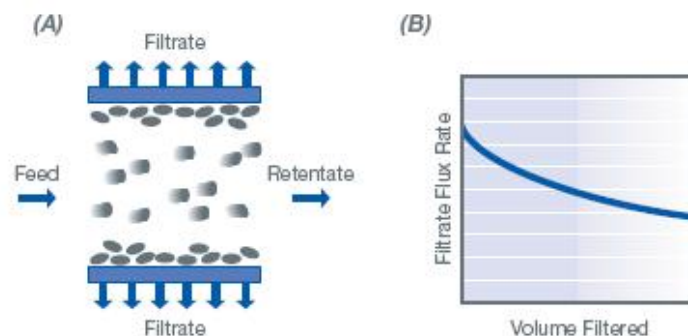 (A)
Filtrate
Feed
Retentate
Filtrate
(B)
Filtrate Flux Rate
Volume Filtered